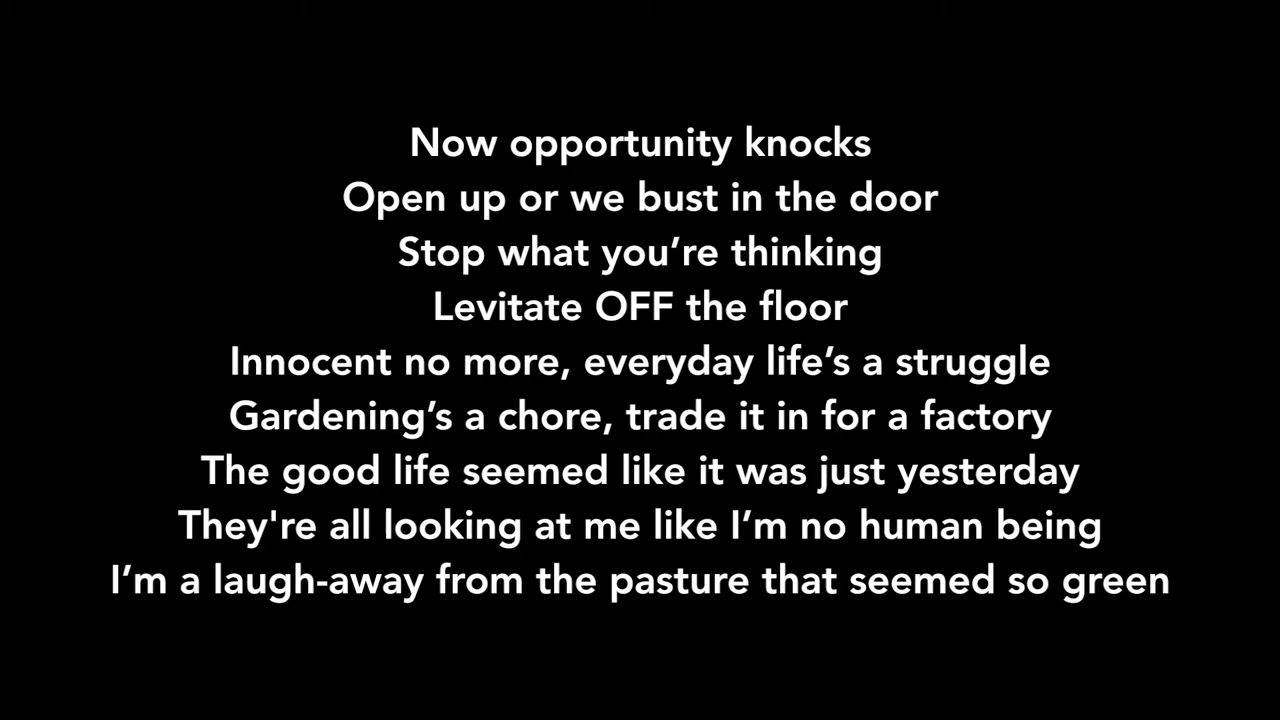 Now opportunity knocks
Open up or we bust in the door
Stop what you’re thinking
Levitate OFF the floor
Innocent no more, everyday life’s a struggle
Gardening’s a chore, trade it in for a factory
The good life seemed like it was just yesterday
They're all looking at me like I’m no human being
I’m a laugh-away from the pasture that seemed so green